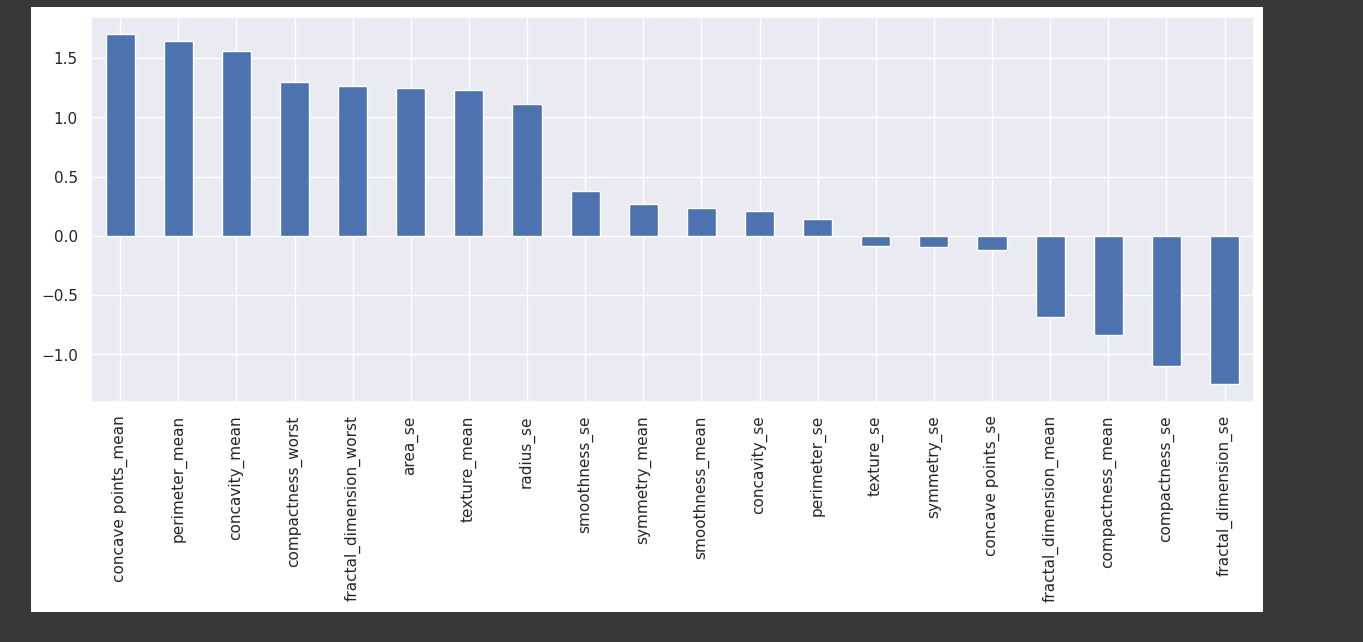 1.5
1.0
0.5
0.0
−0.5
−1.0
concave points_mean
perimeter_mean
concavity_mean
compactness_worst
fractal_dimension_worst
area_se
texture_mean
radius_se
smoothness_se
symmetry_mean
smoothness_mean
concavity_se
perimeter_se
texture_se
symmetry_se
concave points_se
fractal_dimension_mean
compactness_mean
compactness_se
fractal_dimension_se